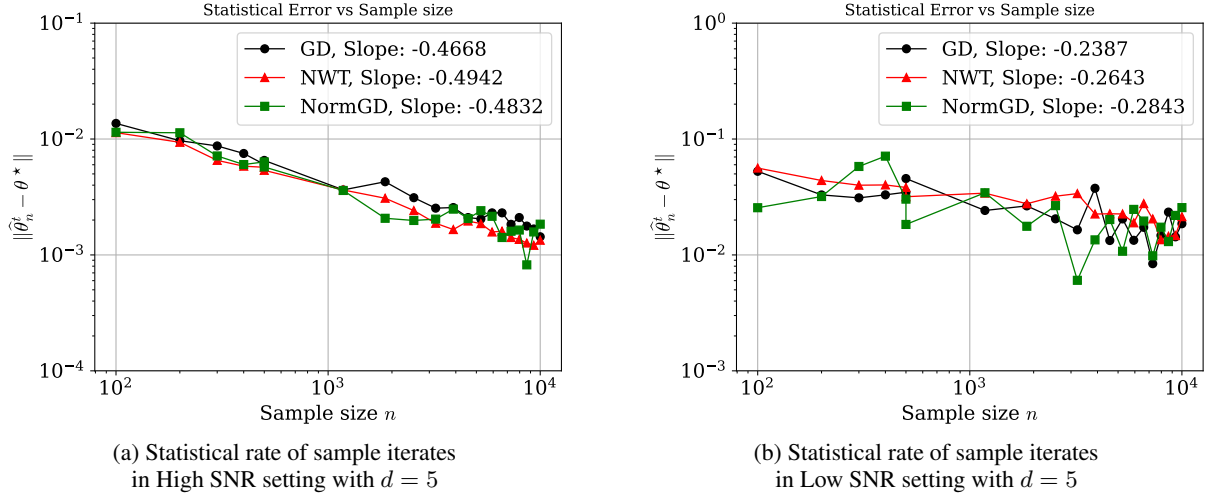 Statistical Error vs Sample size
10^{-1}
10^{-2}
10^{-3}
10^{-4}
‖θ̂_n^t − θ^⋆‖
GD, Slope: -0.4668
NWT, Slope: -0.4942
NormGD, Slope: -0.4832
10^2
10^3
10^4
Sample size n
(a) Statistical rate of sample iterates
in High SNR setting with d = 5
Statistical Error vs Sample size
10^0
10^{-1}
10^{-2}
10^{-3}
‖θ̂_n^t − θ^⋆‖
GD, Slope: -0.2387
NWT, Slope: -0.2643
NormGD, Slope: -0.2843
10^2
10^3
10^4
Sample size n
(b) Statistical rate of sample iterates
in Low SNR setting with d = 5